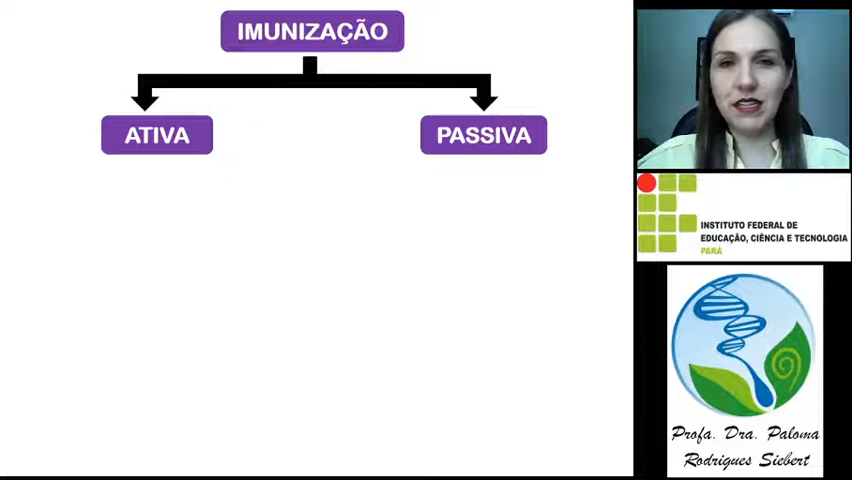 IMUNIZAÇÃO
ATIVA
PASSIVA
INSTITUTO FEDERAL DE
EDUCAÇÃO, CIÊNCIA E TECNOLOGIA
PARÁ
Profa. Dra. Paloma
Rodrigues Siebert